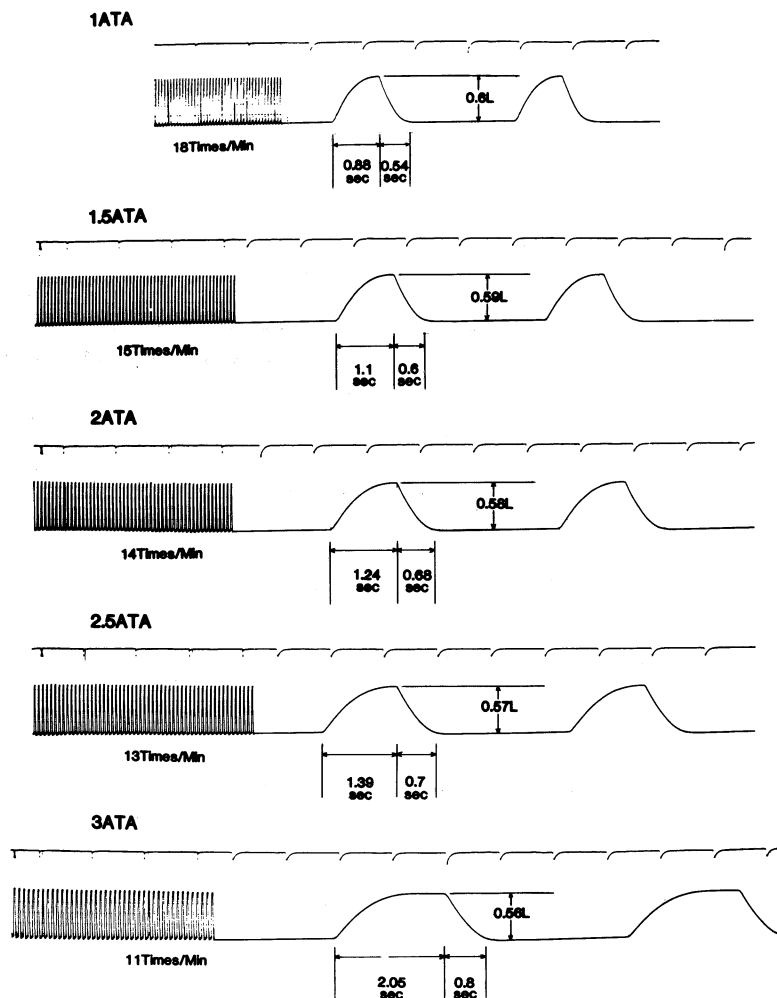 1ATA
0.6L
18Times/Min
0.88 0.54
sec sec
1.5ATA
0.59L
15Times/Min
1.1 0.6
sec sec
2ATA
0.58L
14Times/Min
1.24 0.68
sec sec
2.5ATA
0.57L
13Times/Min
1.39 0.7
sec sec
3ATA
0.56L
11Times/Min
2.05 0.8
sec sec